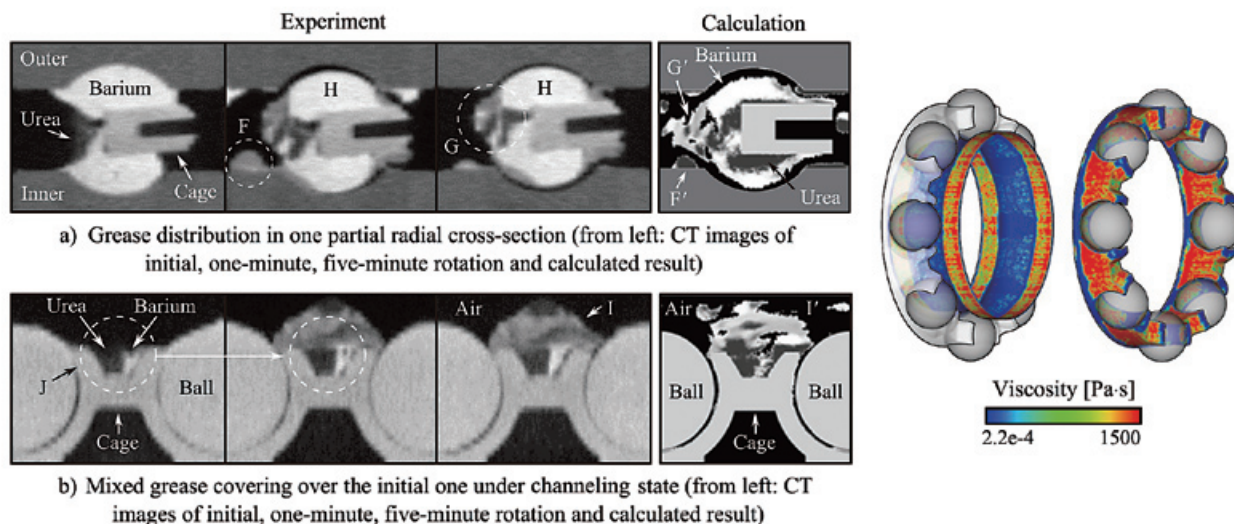 Experiment
Calculation
Outer
Barium
Urea
Cage
Inner
F
H
G
H
Barium
G′
F′
Urea
a) Grease distribution in one partial radial cross-section (from left: CT images of
initial, one-minute, five-minute rotation and calculated result)
Urea
Barium
J
Ball
Cage
Air
I
Air
I′
Ball
Ball
Cage
b) Mixed grease covering over the initial one under channeling state (from left: CT
images of initial, one-minute, five-minute rotation and calculated result)
Viscosity [Pa·s]
2.2e-4
1500